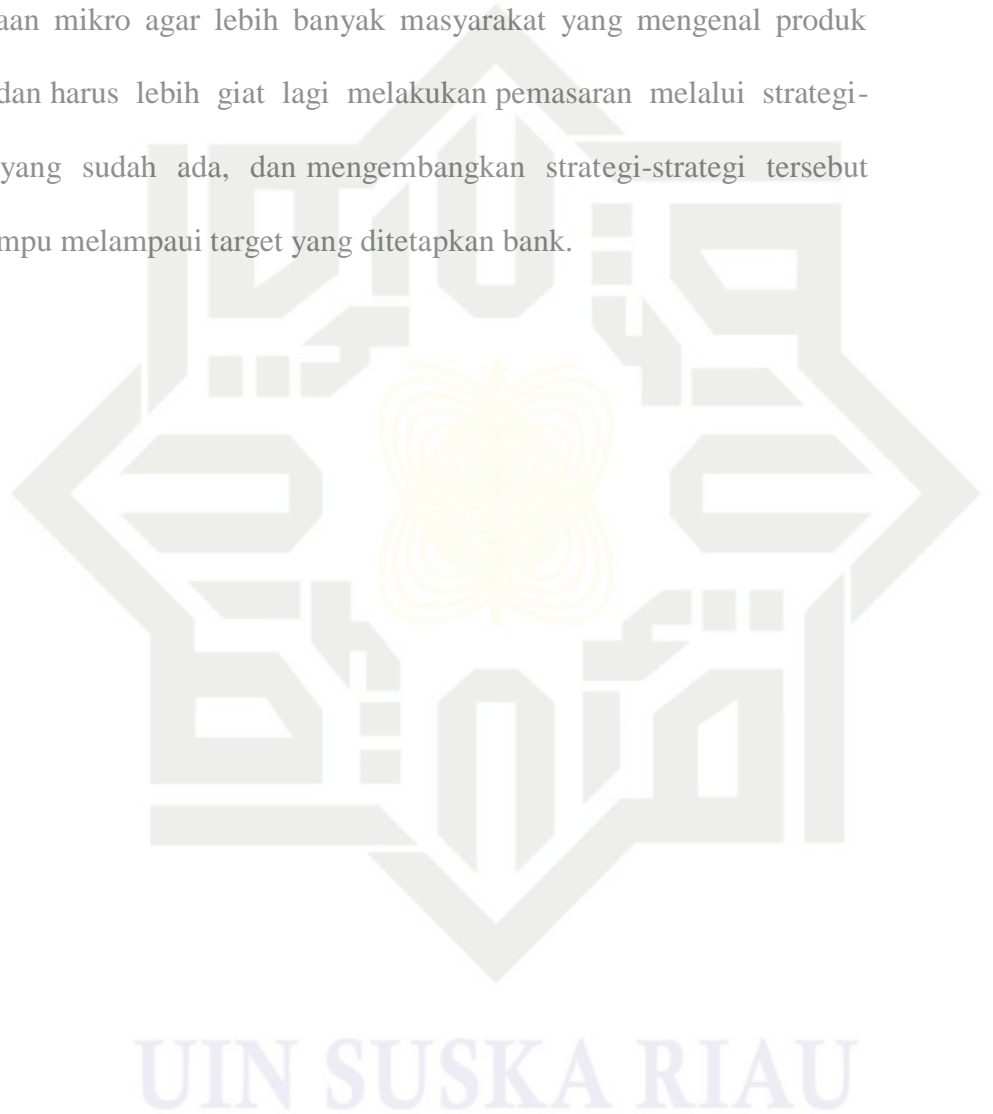 aan mikro agar lebih banyak masyarakat yang mengenal produk
dan harus lebih giat lagi melakukan pemasaran melalui strategi-
yang sudah ada, dan mengembangkan strategi-strategi tersebut
mpu melampaui target yang ditetapkan bank.
UIN SUSKA RIAU